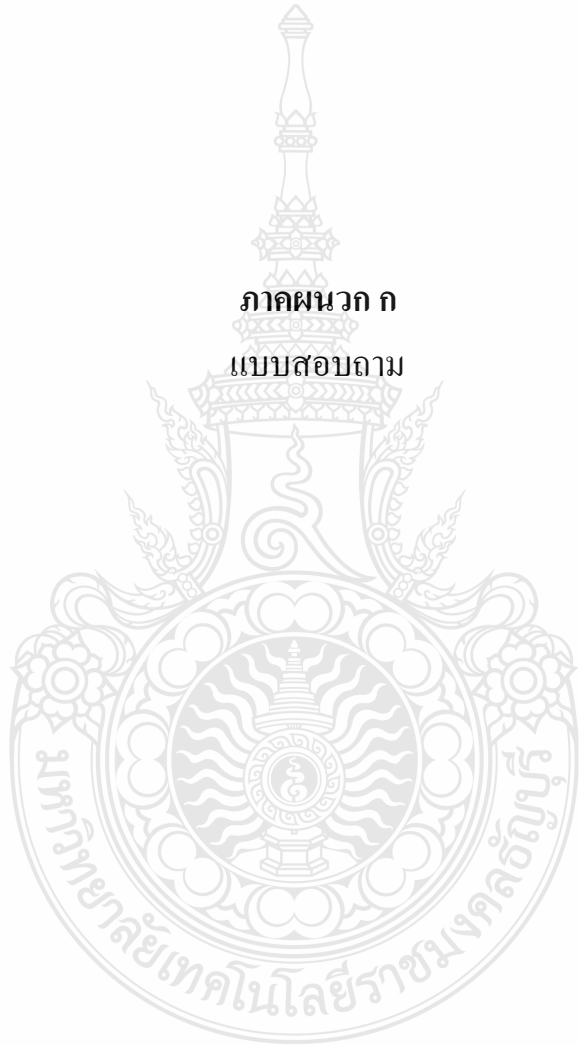 ภาคผนวก ก
แบบสอบถาม
มหาวิทยาลัยเทคโนโลยีราชมงคลธัญบุรี